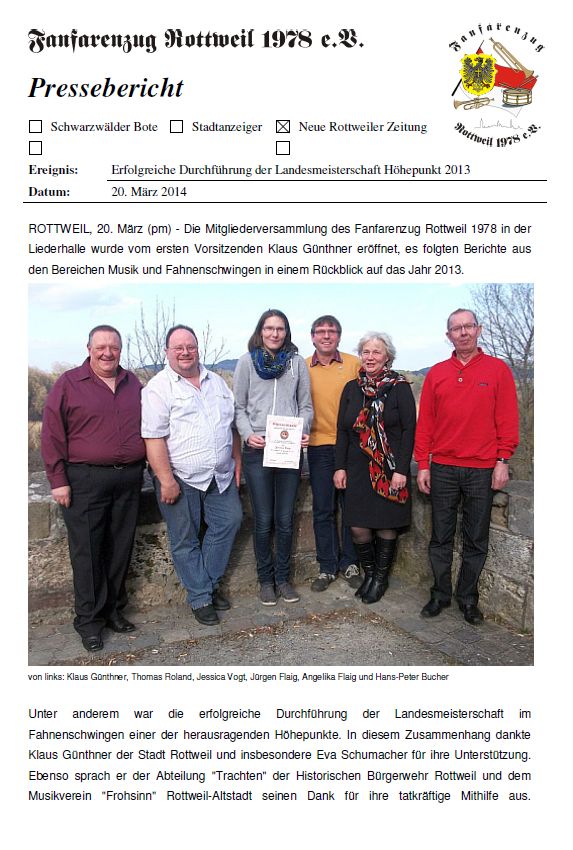 Fanfarenzug Rottweil 1978 e.V.
Fanfarenzug
Rottweil 1978 e.V.
Pressebericht
Schwarzwälder Bote Stadtanzeiger Neue Rottweiler Zeitung
Ereignis: Erfolgreiche Durchführung der Landesmeisterschaft Höhepunkt 2013
Datum: 20. März 2014
ROTTWEIL, 20. März (pm) - Die Mitgliederversammlung des Fanfarenzug Rottweil 1978 in der
Liederhalle wurde vom ersten Vorsitzenden Klaus Günthner eröffnet, es folgten Berichte aus
den Bereichen Musik und Fahnenschwingen in einem Rückblick auf das Jahr 2013.
von links: Klaus Günthner, Thomas Roland, Jessica Vogt, Jürgen Flaig, Angelika Flaig und Hans-Peter Bucher
Unter anderem war die erfolgreiche Durchführung der Landesmeisterschaft im
Fahnenschwingen einer der herausragenden Höhepunkte. In diesem Zusammenhang dankte
Klaus Günthner der Stadt Rottweil und insbesondere Eva Schumacher für ihre Unterstützung.
Ebenso sprach er der Abteilung "Trachten" der Historischen Bürgerwehr Rottweil und dem
Musikverein "Frohsinn" Rottweil-Altstadt seinen Dank für ihre tatkräftige Mithilfe aus.